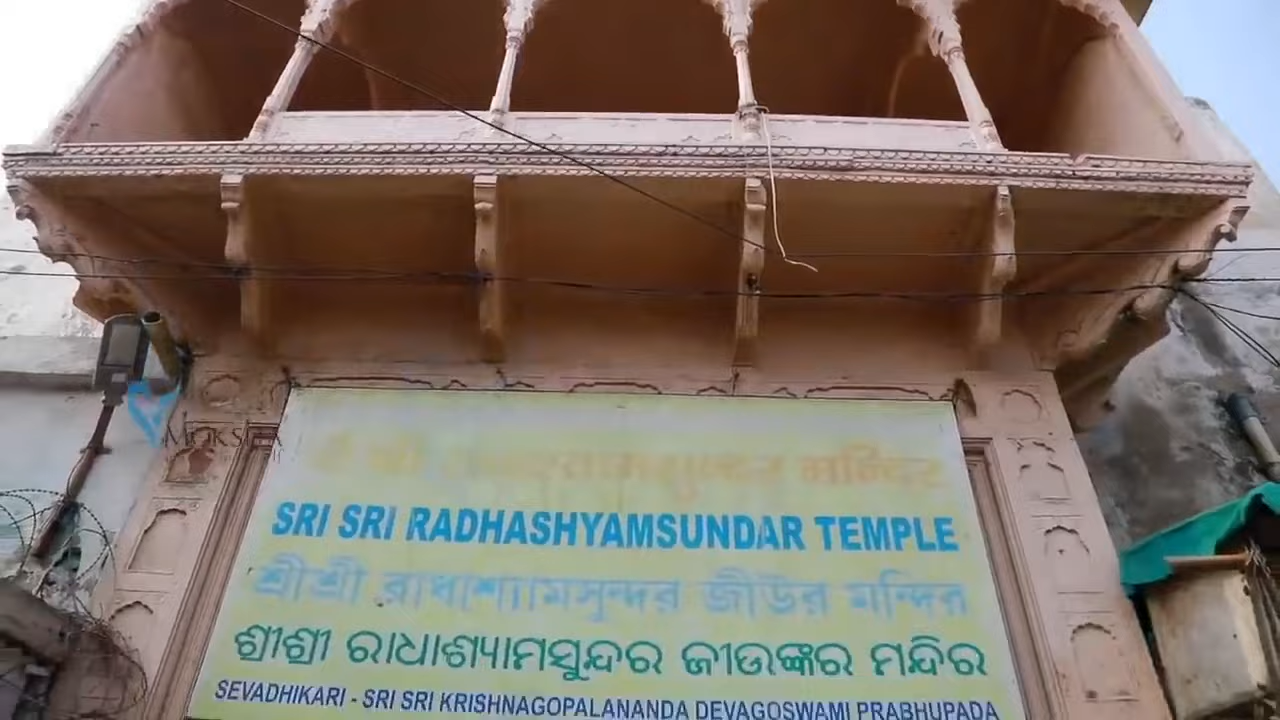 মন্দির
SRI SRI RADHASHYAMSUNDAR TEMPLE
শ্রীশ্রী রাধাশ্যামসুন্দর জীউর মন্দির
ଶ୍ରୀଶ୍ରୀ ରାଧାଶ୍ୟାମସୁନ୍ଦର ଜୀଉଙ୍କର ମନ୍ଦିର
SEVADHIKARI - SRI SRI KRISHNAGOPALANANDA DEVAGOSWAMI PRABHUPADA